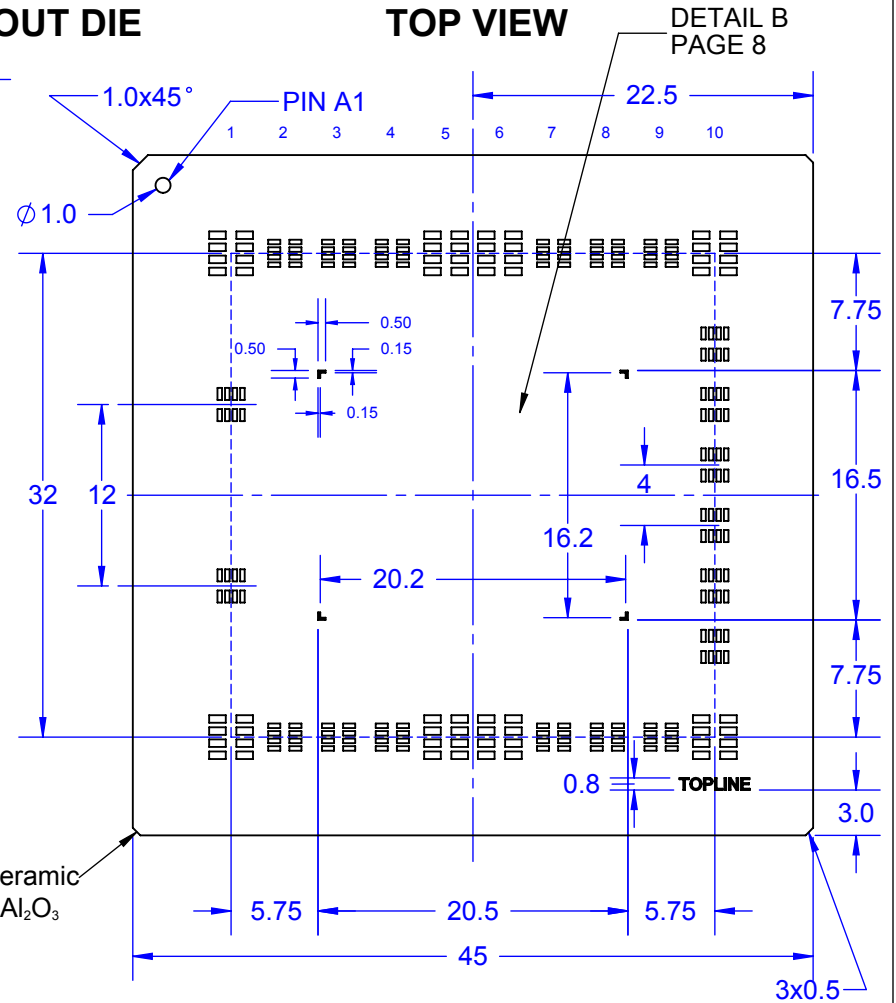 OUT DIE
TOP VIEW
DETAIL B
PAGE 8
1.0x45°
PIN A1
22.5
1 2 3 4 5 6 7 8 9 10
∅1.0
7.75
0.50
0.50
0.15
0.15
32
12
4
16.5
16.2
20.2
7.75
0.8
TOPLINE
3.0
eramic
Al₂O₃
5.75
20.5
5.75
45
3x0.5